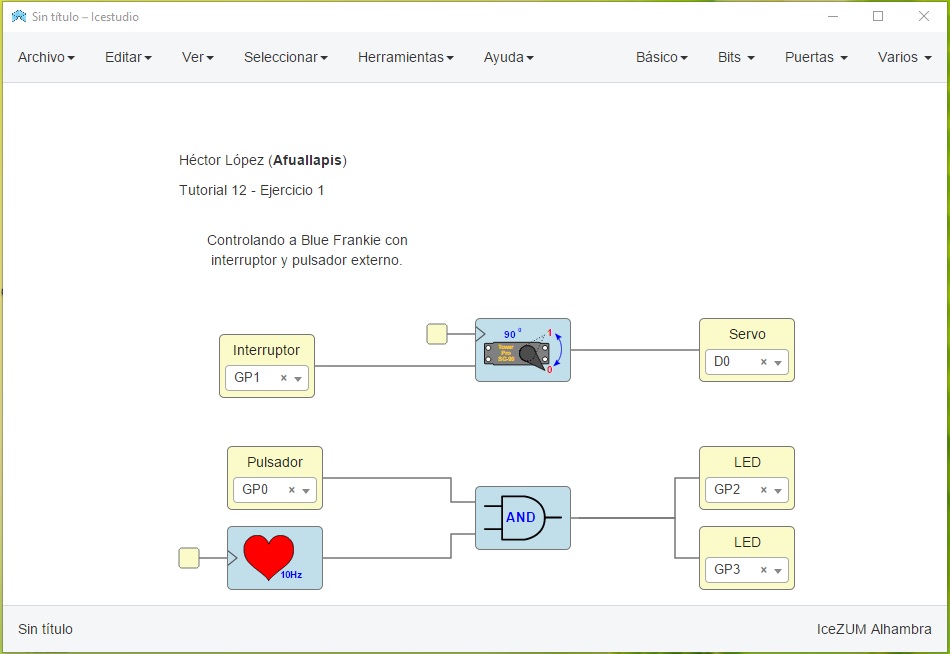 Sin título – Icestudio
Archivo Editar Ver Seleccionar Herramientas Ayuda Básico Bits Puertas Varios
Héctor López (Afuallapis)
Tutorial 12 - Ejercicio 1
Controlando a Blue Frankie con
interruptor y pulsador externo.
Interruptor
GP1 ×
90 º
1
Tower
Pro
SG-90
0
Servo
D0 ×
Pulsador
GP0 ×
10Hz
AND
LED
GP2 ×
LED
GP3 ×
Sin título
IceZUM Alhambra